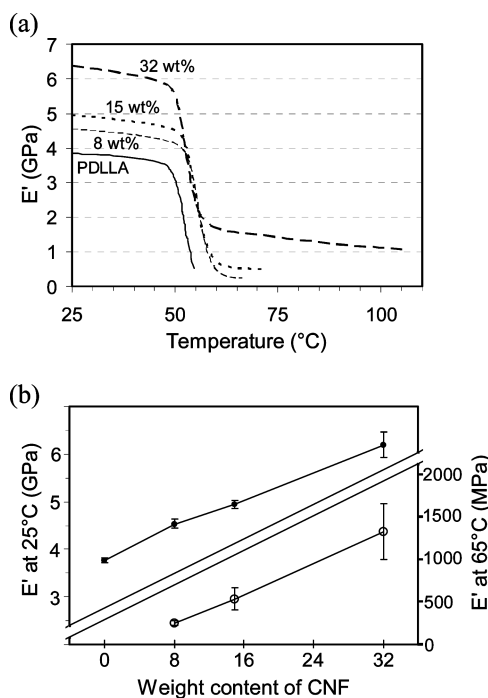 (a)
7
6
5
4
3
2
1
0
E' (GPa)
32 wt%
15 wt%
8 wt%
PDLLA
25 50 75 100
Temperature (°C)
(b)
6
5
4
3
E' at 25°C (GPa)
2000
1500
1000
500
0
E' at 65°C (MPa)
0 8 16 24 32
Weight content of CNF